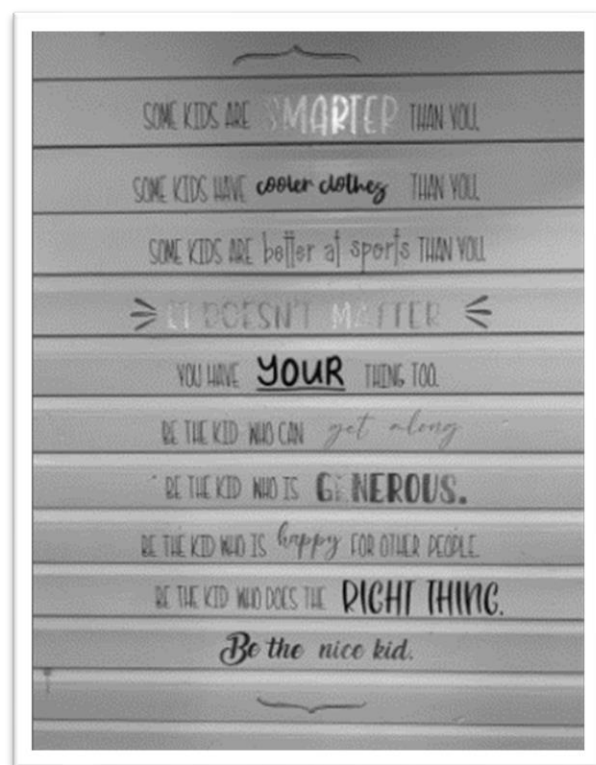 SOME KIDS ARE SMARTER THAN YOU.
SOME KIDS HAVE cooler clothes THAN YOU.
SOME KIDS ARE better at sports THAN YOU.
IT DOESN'T MATTER
YOU HAVE YOUR THING TOO.
BE THE KID WHO CAN get along
BE THE KID WHO IS GENEROUS.
BE THE KID WHO IS happy FOR OTHER PEOPLE.
BE THE KID WHO DOES THE RIGHT THING.
Be the nice kid.